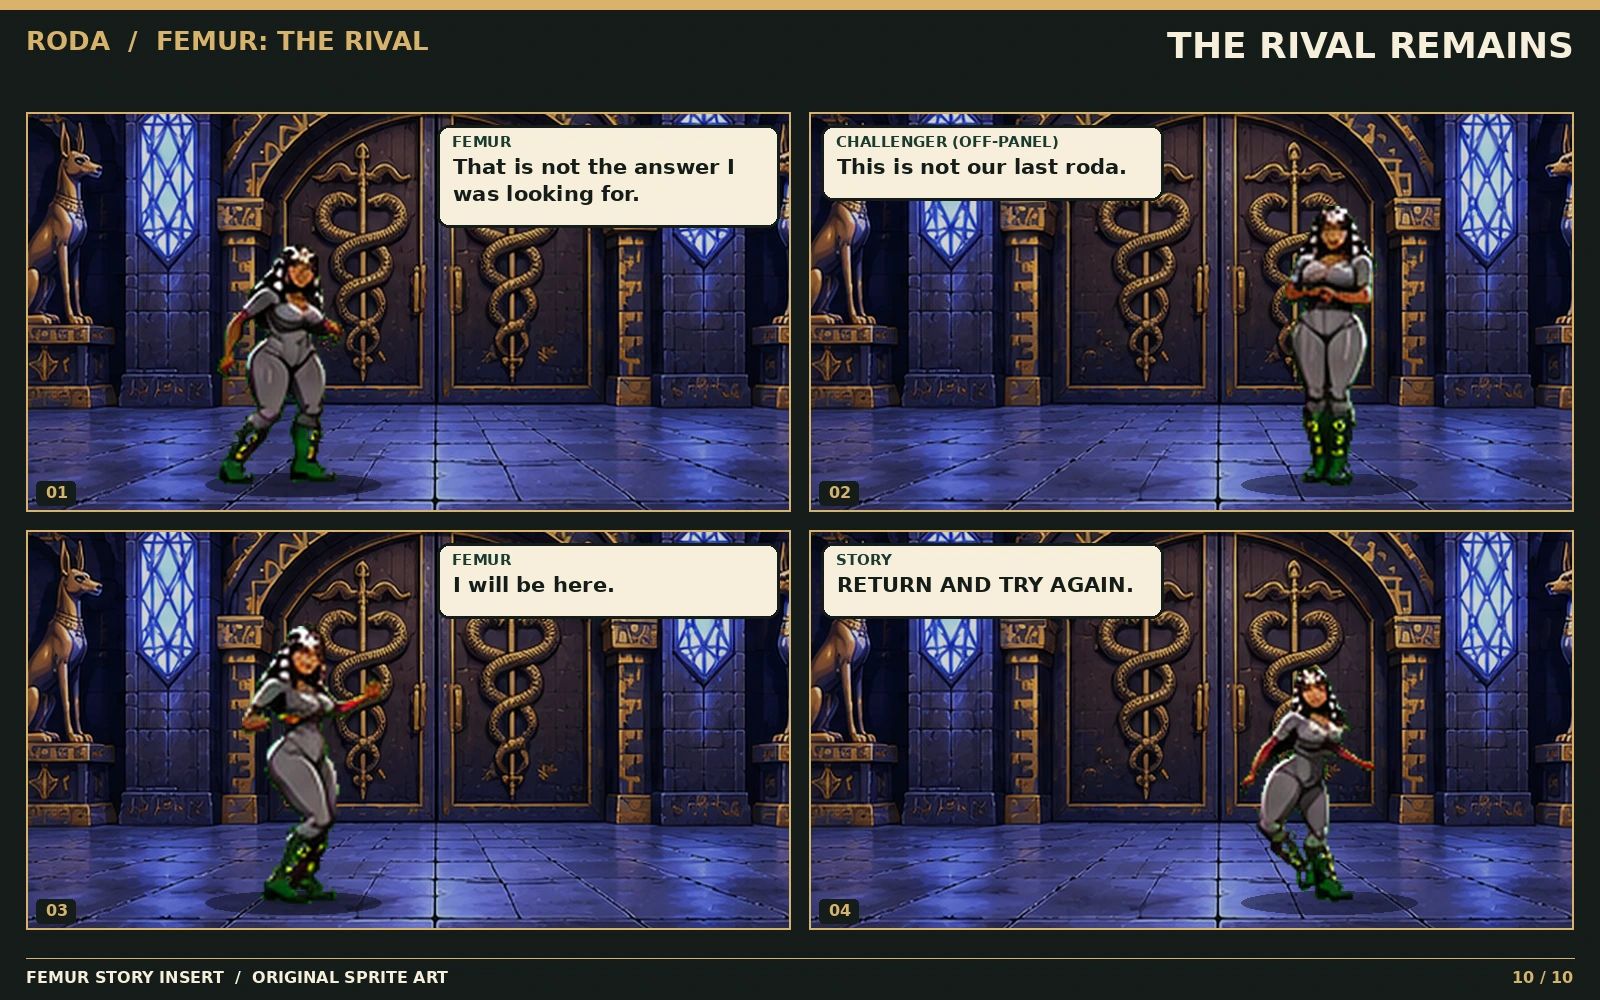 RODA / FEMUR: THE RIVAL
THE RIVAL REMAINS
FEMUR
That is not the answer I
was looking for.
01
CHALLENGER (OFF-PANEL)
This is not our last roda.
02
FEMUR
I will be here.
03
STORY
RETURN AND TRY AGAIN.
04
FEMUR STORY INSERT / ORIGINAL SPRITE ART
10 / 10